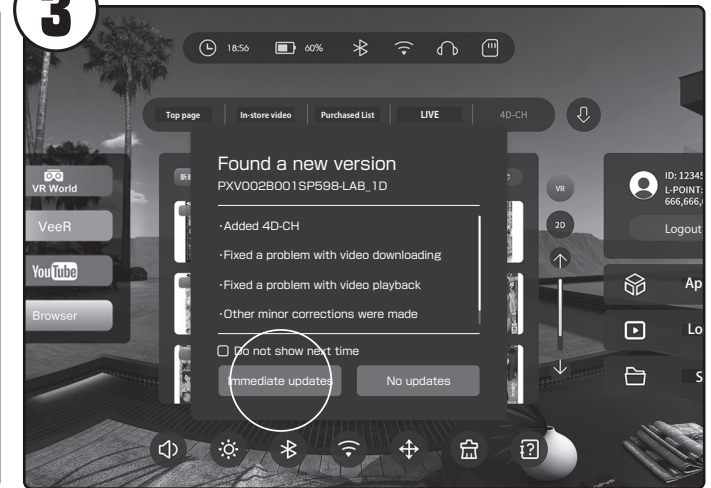 3
18:56
60%
Top page
In-store video
Purchased List
LIVE
4D-CH
VR World
VeeR
YouTube
Browser
Found a new version
PXV002B001SP598-LAB_1D
·Added 4D-CH
·Fixed a problem with video downloading
·Fixed a problem with video playback
·Other minor corrections were made
Do not show next time
Immediate updates
No updates
VR
2D
ID: 12345
L-POINT:
666,666,
Logout
Ap
Lo
S